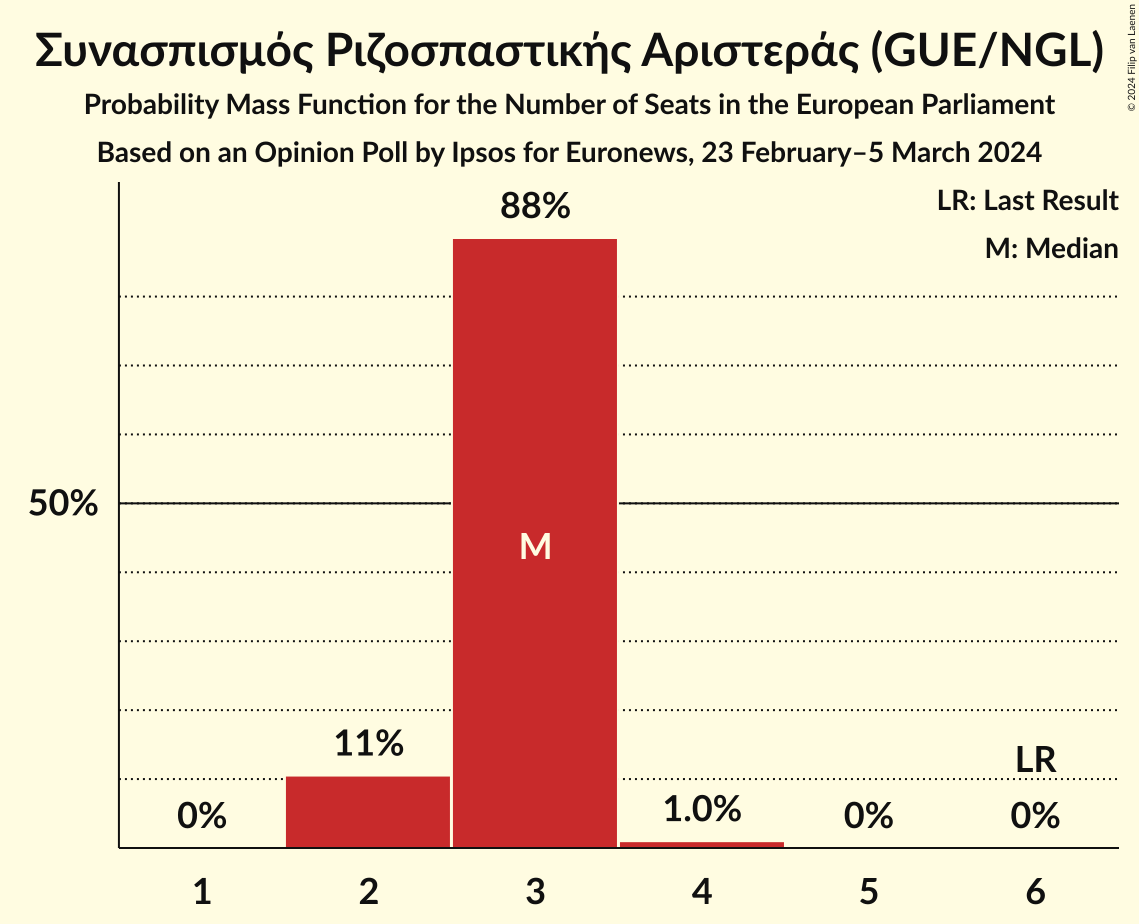 Συνασπισμός Ριζοσπαστικής Αριστεράς (GUE/NGL)
Probability Mass Function for the Number of Seats in the European Parliament
Based on an Opinion Poll by Ipsos for Euronews, 23 February–5 March 2024
© 2024 Filip van Laenen
LR: Last Result
M: Median
88%
50%
M
11%
LR
0%
1.0%
0%
0%
1 2 3 4 5 6